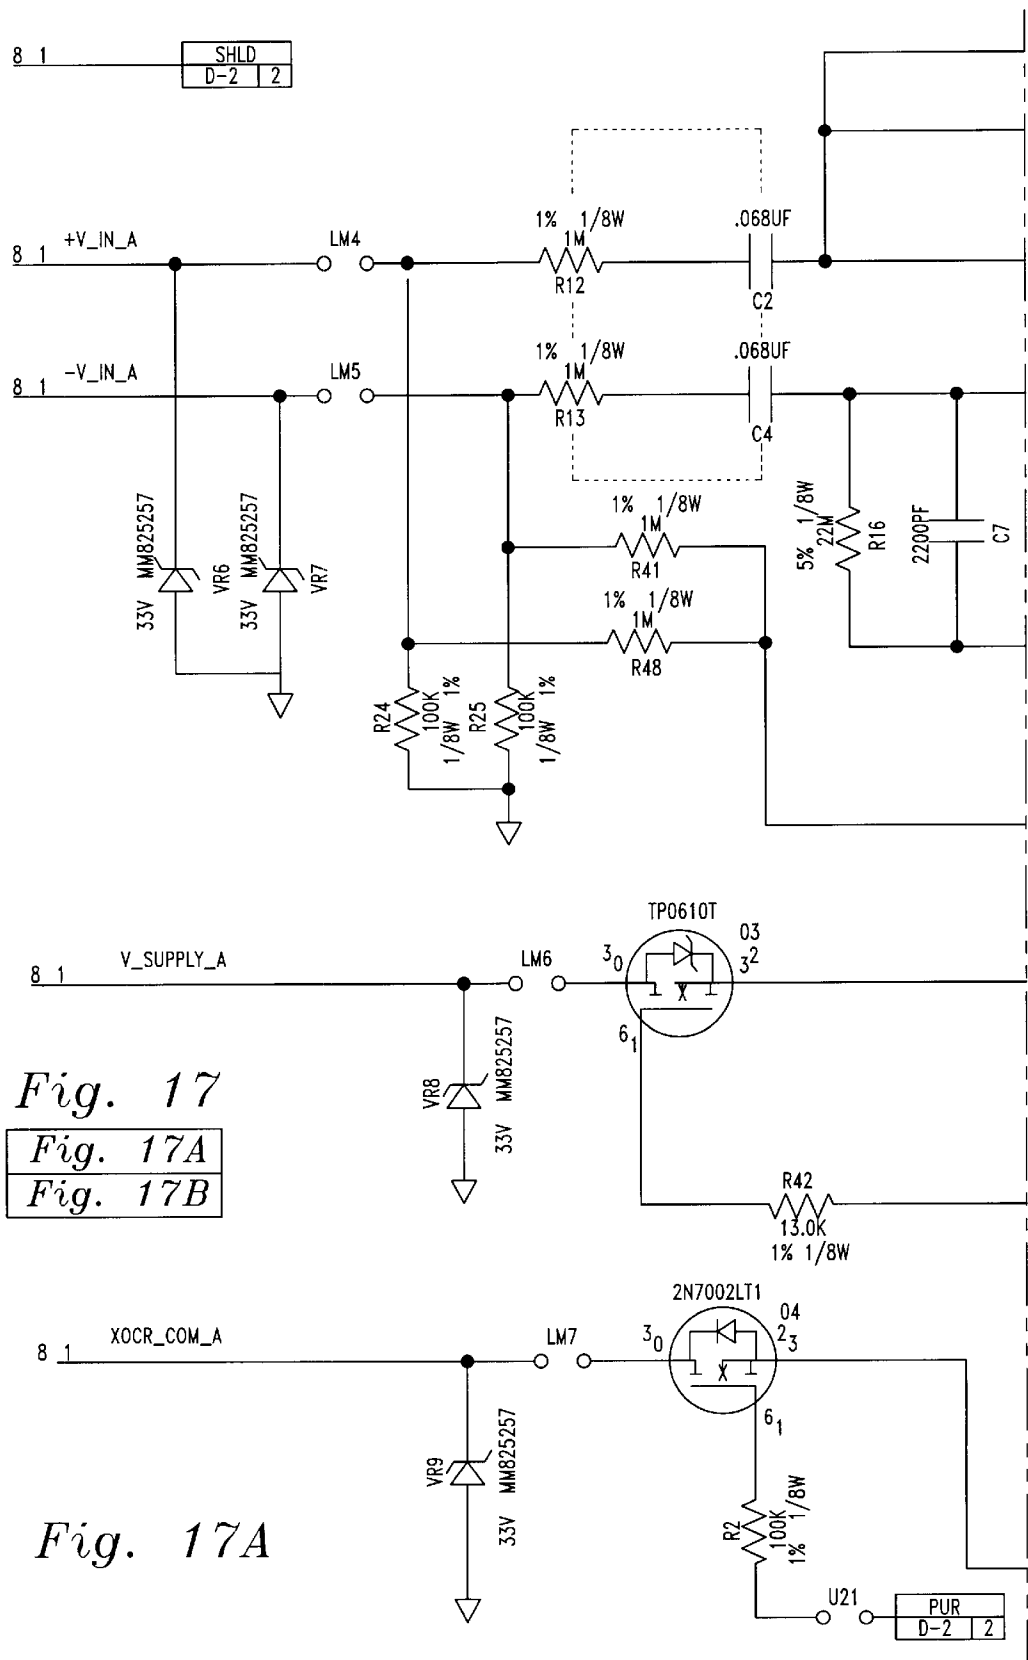 8 1
SHLD
D-2 2
+V_IN_A
8 1
LM4
1% 1/8W
1M
R12
.068UF
C2
-V_IN_A
8 1
LM5
1% 1/8W
1M
R13
.068UF
C4
33V MM825257
VR6
33V MM825257
VR7
1% 1/8W
1M
R41
1% 1/8W
1M
R48
5% 1/8W
22M
R16
2200PF
C7
R24
100K
1/8W 1%
R25
100K
1/8W 1%
TP0610T
V_SUPPLY_A
8 1
LM6
3 0
03
3 2
6 1
VR8
33V MM825257
Fig. 17
Fig. 17A
Fig. 17B
R42
13.0K
1% 1/8W
2N7002LT1
XOCR_COM_A
8 1
LM7
3 0
04
2 3
6 1
VR9
33V MM825257
R2
100K
1% 1/8W
Fig. 17A
U21
PUR
D-2 2